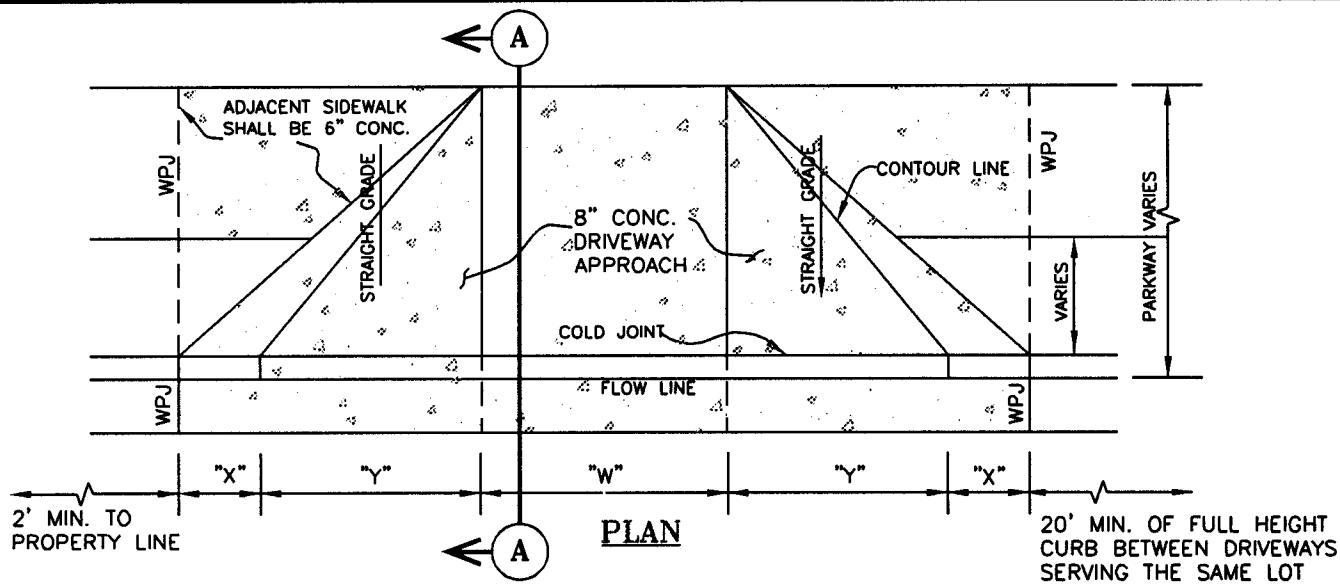 A
ADJACENT SIDEWALK
SHALL BE 6" CONC.
WPJ
STRAIGHT GRADE
8" CONC.
DRIVEWAY
APPROACH
STRAIGHT GRADE
CONTOUR LINE
WPJ
VARIES
PARKWAY VARIES
COLD JOINT
WPJ
FLOW LINE
WPJ
"X"
"Y"
"W"
"Y"
"X"
2' MIN. TO
PROPERTY LINE
A
PLAN
20' MIN. OF FULL HEIGHT
CURB BETWEEN DRIVEWAYS
SERVING THE SAME LOT